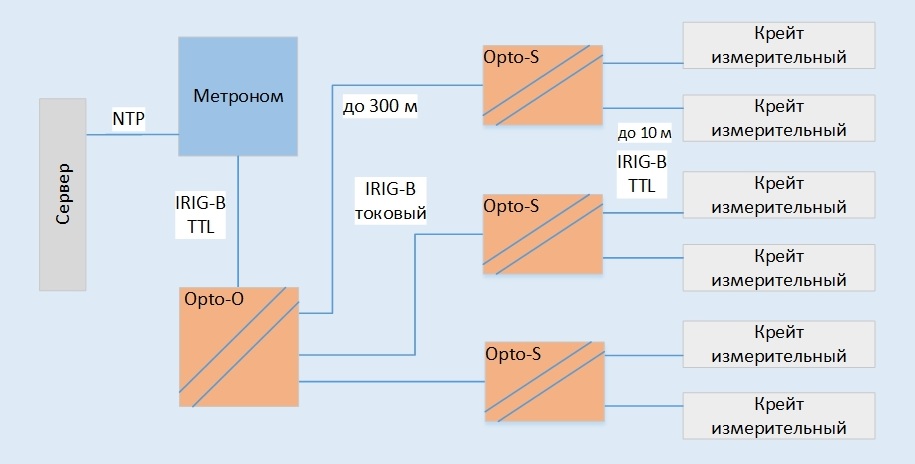 Сервер
NTP
Метроном
IRIG-B
TTL
Opto-O
до 300 м
IRIG-B
токовый
Opto-S
Opto-S
Opto-S
до 10 м
IRIG-B
TTL
Крейт
измерительный
Крейт
измерительный
Крейт
измерительный
Крейт
измерительный
Крейт
измерительный
Крейт
измерительный